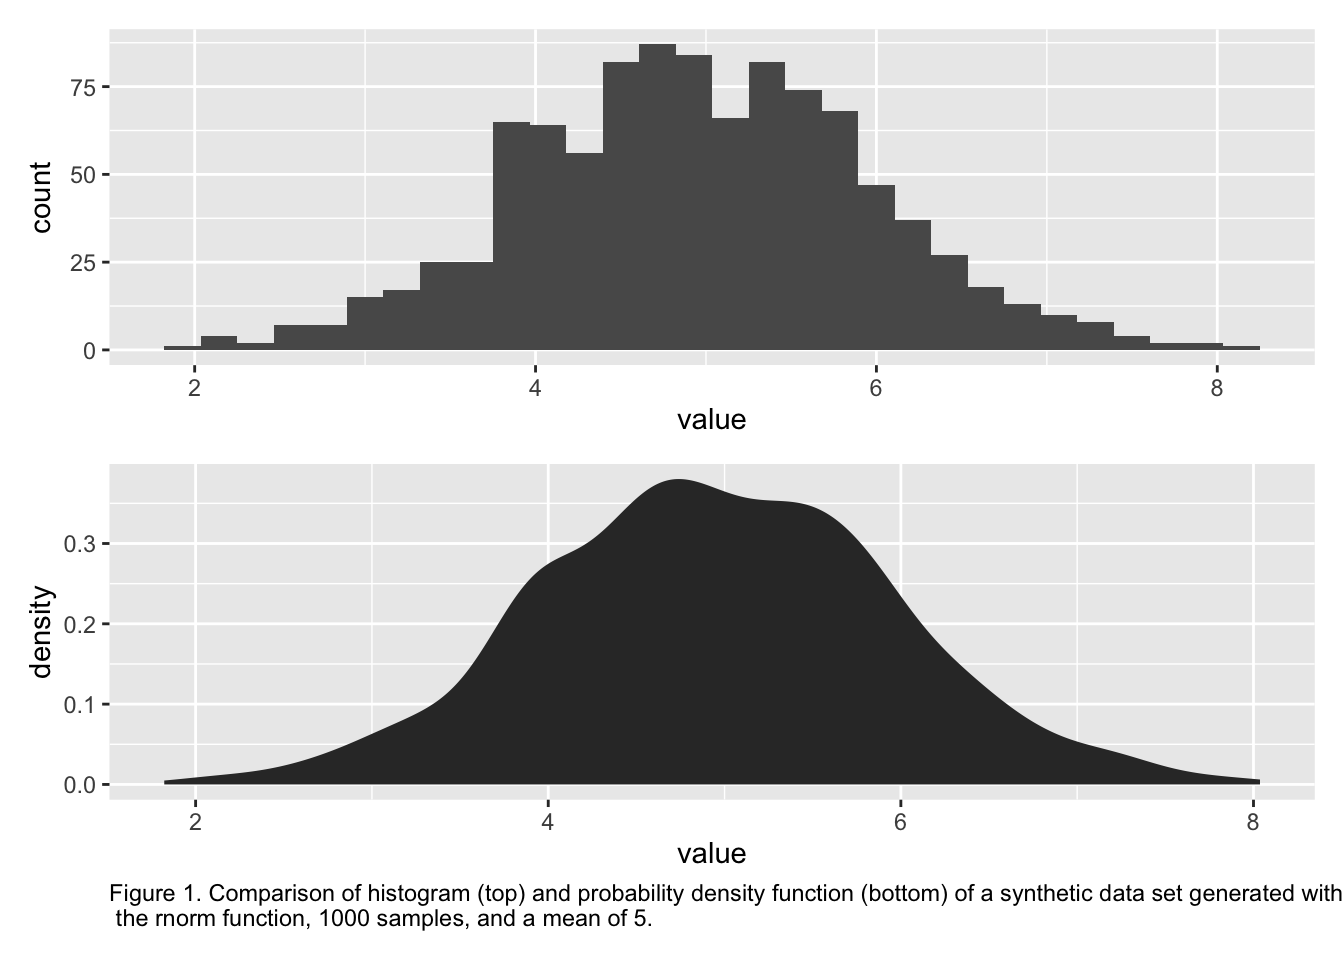 75
50
25
0
count
2 4 6 8
value
0.3
0.2
0.1
0.0
density
2 4 6 8
value
Figure 1. Comparison of histogram (top) and probability density function (bottom) of a synthetic data set generated with
the rnorm function, 1000 samples, and a mean of 5.